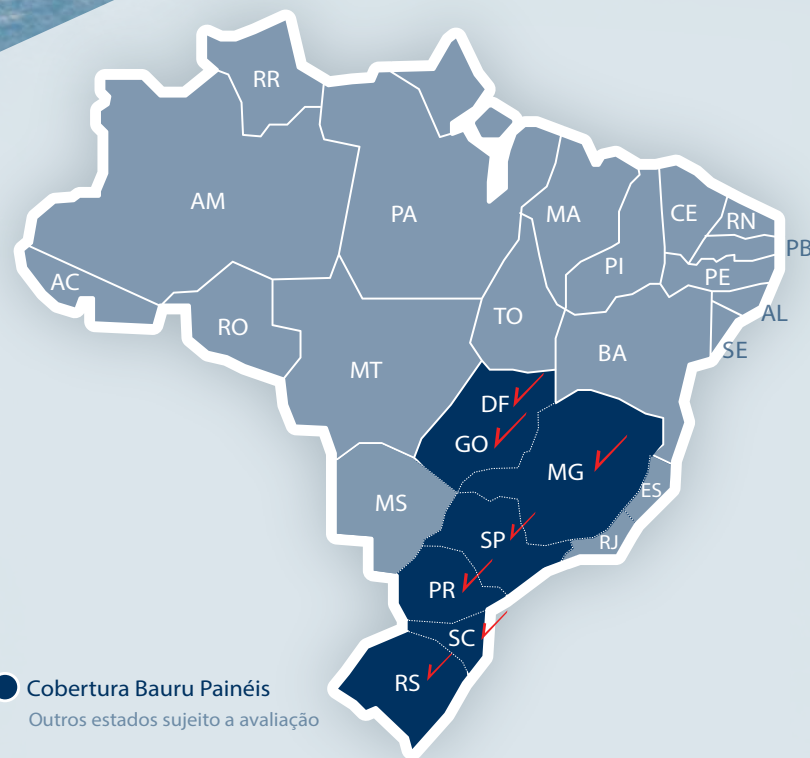 RR
AM
PA
MA
CE
RN
PB
PI
PE
AC
AL
RO
TO
SE
MT
BA
DF
GO
MG
MS
ES
SP
RJ
PR
SC
RS
Cobertura Bauru Painéis
Outros estados sujeito a avaliação